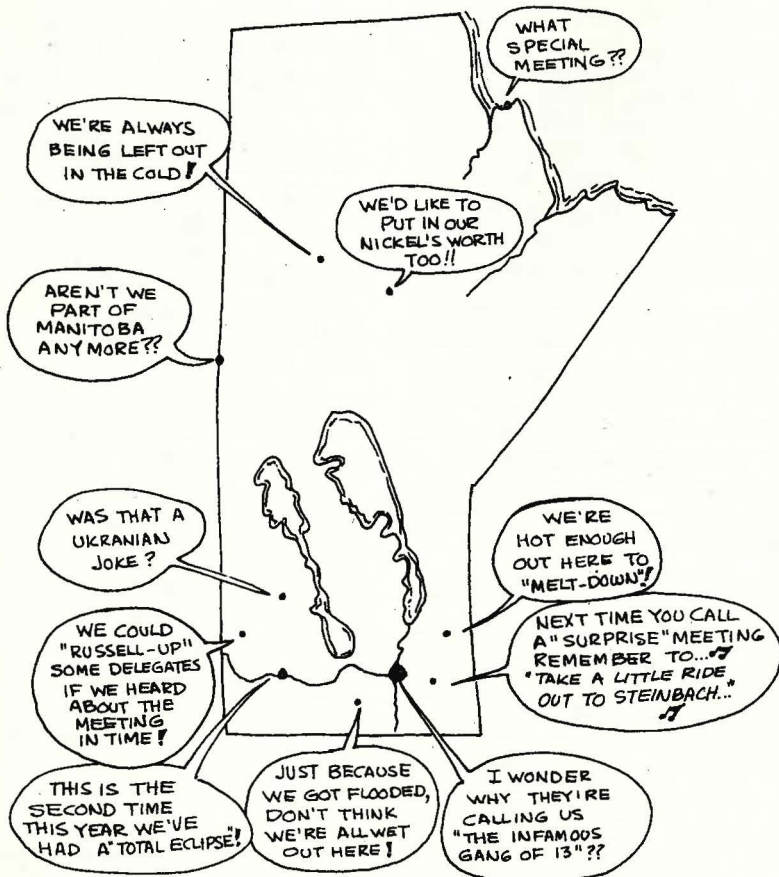 WHAT
SPECIAL
MEETING??
WE'RE ALWAYS
BEING LEFT OUT
IN THE COLD!
WE'D LIKE TO
PUT IN OUR
NICKEL'S WORTH
TOO!!
AREN'T WE
PART OF
MANITOBA
ANYMORE??
WAS THAT A
UKRANIAN
JOKE?
WE'RE
HOT ENOUGH
OUT HERE TO
"MELT-DOWN"!
WE COULD
"RUSSELL-UP"
SOME DELEGATES
IF WE HEARD
ABOUT THE
MEETING
IN TIME!
NEXT TIME YOU CALL
A "SURPRISE" MEETING
REMEMBER TO...♫
"TAKE A LITTLE RIDE
OUT TO STEINBACH..."
♫
THIS IS THE
SECOND TIME
THIS YEAR WE'VE
HAD A "TOTAL ECLIPSE"!
JUST BECAUSE
WE GOT FLOODED,
DON'T THINK
WE'RE ALL WET
OUT HERE!
I WONDER
WHY THEY'RE
CALLING US
"THE INFAMOUS
GANG OF 13"??